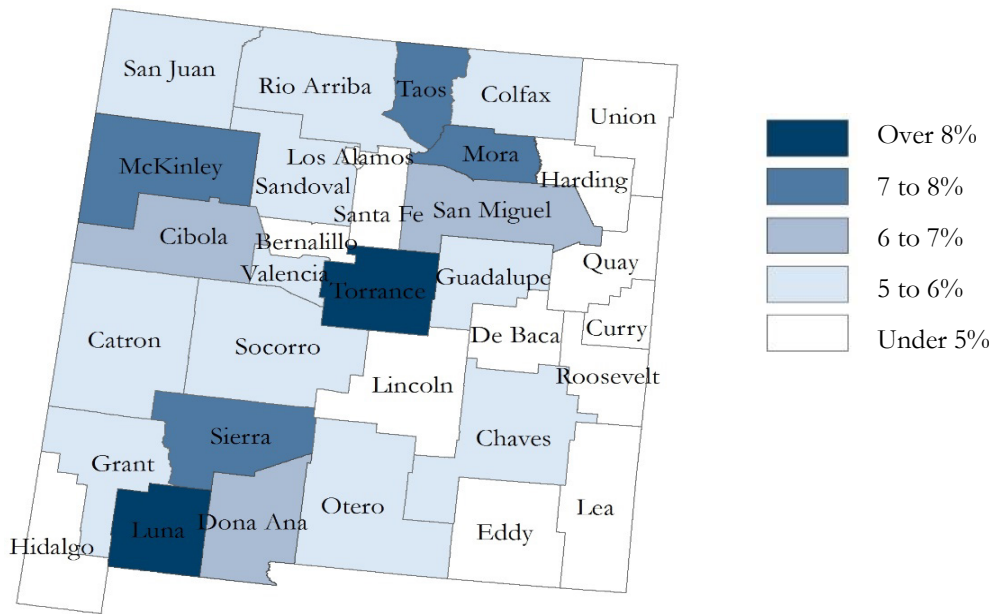 San Juan
Rio Arriba
Taos
Colfax
Union
McKinley
Los Alamos
Mora
Harding
Sandoval
Santa Fe
San Miguel
Cibola
Bernalillo
Valencia
Torrance
Guadalupe
Quay
Catron
Socorro
De Baca
Curry
Lincoln
Roosevelt
Sierra
Chaves
Grant
Otero
Luna
Dona Ana
Eddy
Lea
Hidalgo
Over 8%
7 to 8%
6 to 7%
5 to 6%
Under 5%